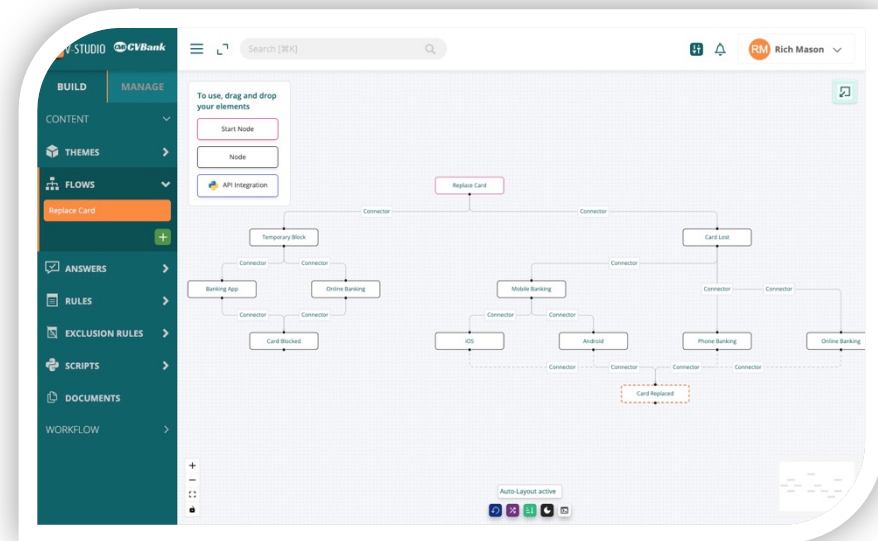 V-STUDIO CVBank
Search [⌘K]
RM Rich Mason
BUILD MANAGE
CONTENT
THEMES
FLOWS
Replace Card
ANSWERS
RULES
EXCLUSION RULES
SCRIPTS
DOCUMENTS
WORKFLOW
To use, drag and drop
your elements
Start Node
Node
API Integration
Replace Card
Connector Connector
Temporary Block Card Lost
Connector Connector Connector
Banking App Online Banking Mobile Banking Connector Connector
Connector Connector Connector Connector
Card Blocked iOS Android Phone Banking Online Banking
Connector Connector Connector Connector
Card Replaced
Auto-Layout active